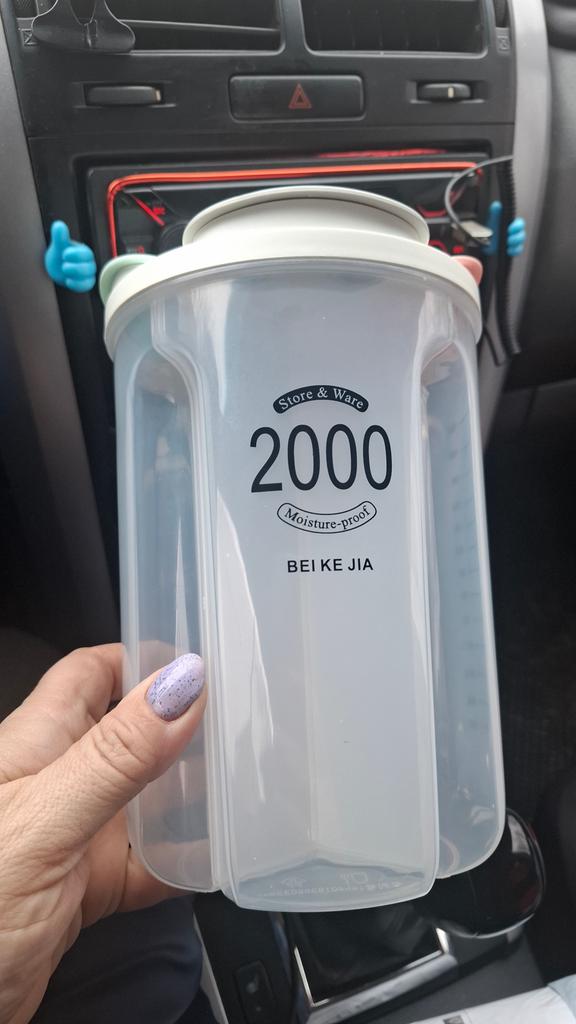 Store & Ware
2000
Moisture-proof
BEI KE JIA